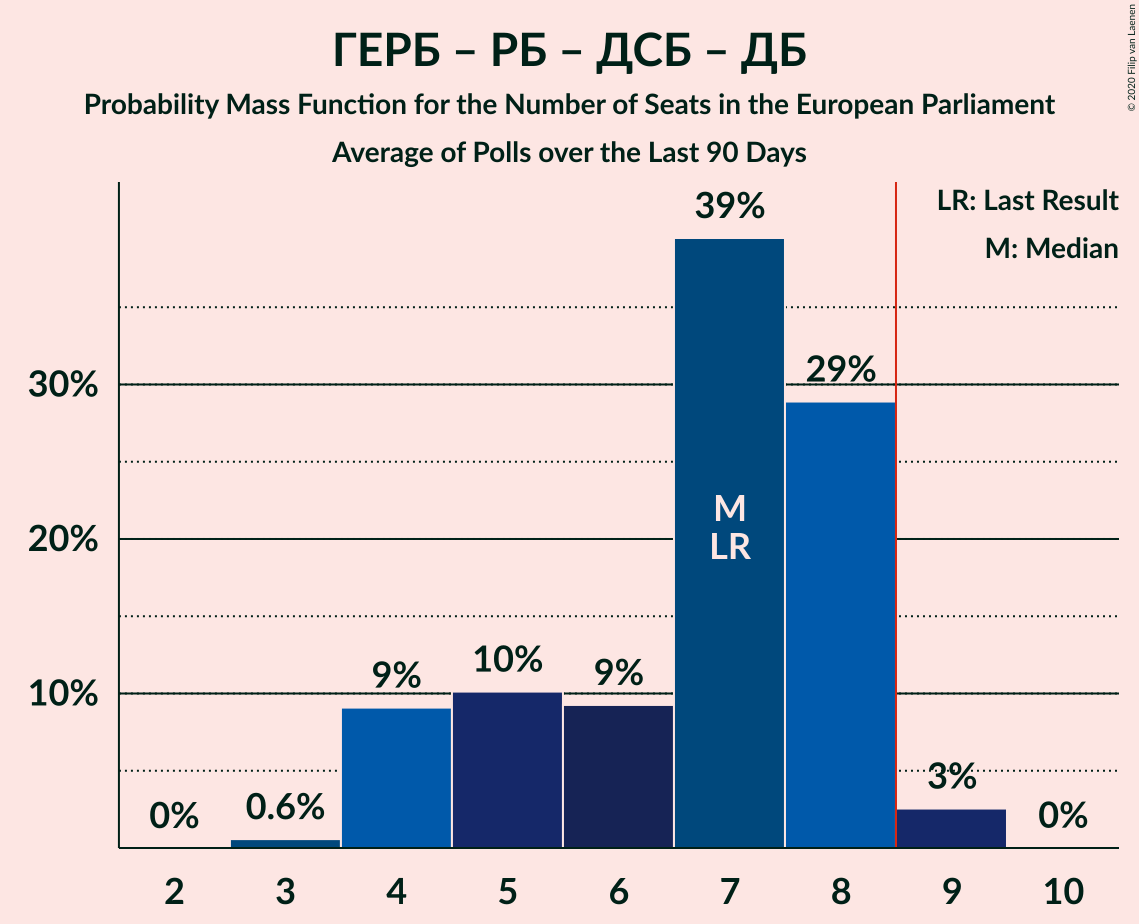 ГЕРБ – РБ – ДСБ – ДБ
Probability Mass Function for the Number of Seats in the European Parliament
Average of Polls over the Last 90 Days
© 2020 Filip van Laenen
LR: Last Result
M: Median
39%
29%
30%
M
LR
20%
10%
9%
10%
9%
3%
0%
0.6%
0%
2 3 4 5 6 7 8 9 10